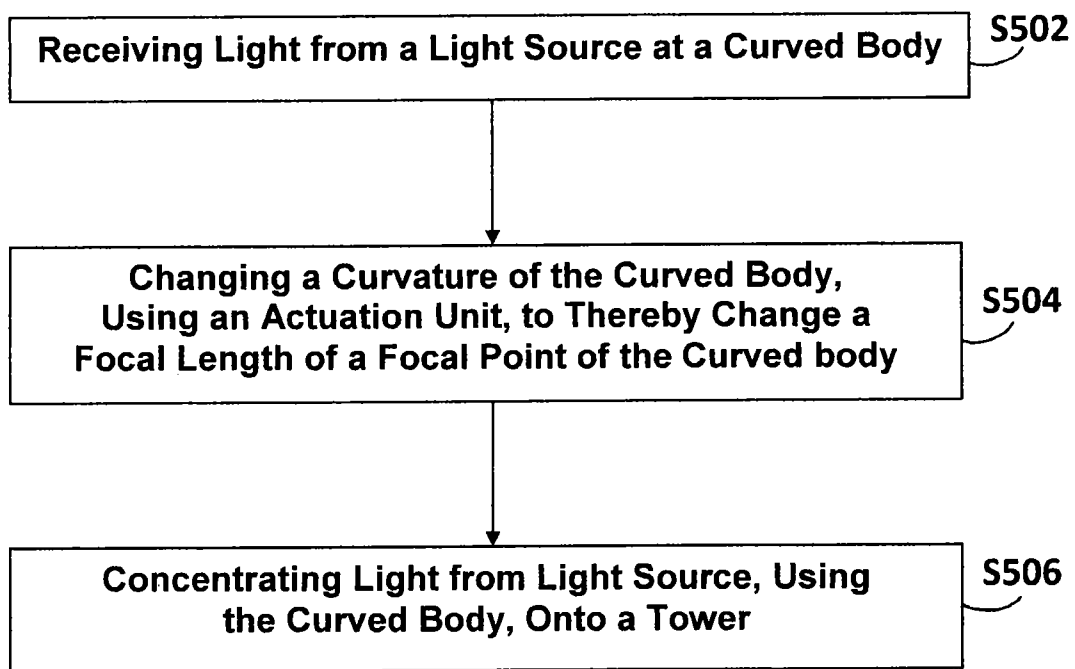 Receiving Light from a Light Source at a Curved Body
S502
Changing a Curvature of the Curved Body,
Using an Actuation Unit, to Thereby Change a
Focal Length of a Focal Point of the Curved body
S504
Concentrating Light from Light Source, Using
the Curved Body, Onto a Tower
S506